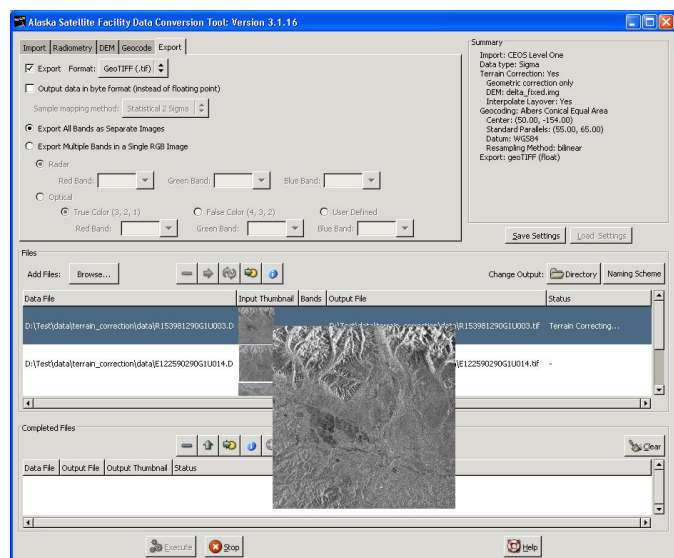 Alaska Satellite Facility Data Conversion Tool: Version 3.1.16
Import Radiometry DEM Geocode Export
Export Format: GeoTIFF (.tif)
Output data in byte format (instead of floating point)
Sample mapping method: Statistical 2 Sigma
Export All Bands as Separate Images
Export Multiple Bands in a Single RGB Image
Radar
Red Band: Green Band: Blue Band:
Optical
True Color (3, 2, 1) False Color (4, 3, 2) User Defined
Red Band: Green Band: Blue Band:
Summary
Import: CEOS Level One
Data type: Sigma
Terrain Correction: Yes
Geometric correction only
DEM: delta_fixed.img
Interpolate Layover: Yes
Geocoding: Albers Conical Equal Area
Center: (50.00, -154.00)
Standard Parallels: (55.00, 65.00)
Datum: WGS84
Resampling Method: bilinear
Export: geoTIFF (float)
Save Settings Load Settings
Files
Add Files: Browse... Change Output: Directory Naming Scheme
Data File Input Thumbnail Bands Output File Status
D:\Test\data\terrain_correction\data\R153981290G1U003.D D:\Test\data\terrain_correction\data\R153981290G1U003.tif Terrain Correcting...
D:\Test\data\terrain_correction\data\E122590290G1U014.D E122590290G1U014.tif -
Completed Files
Clear
Data File Output File Output Thumbnail Status
Execute Stop Help